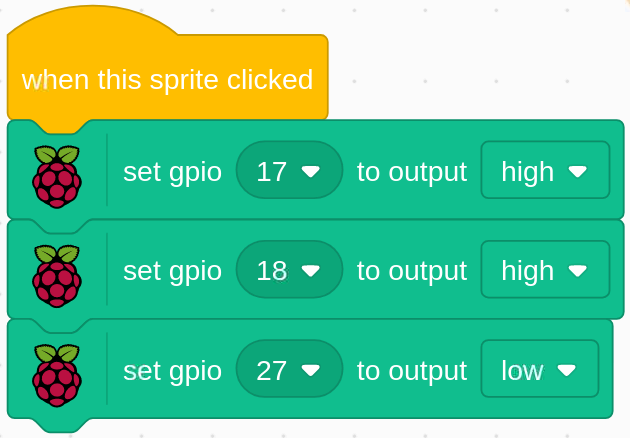 when this sprite clicked
set gpio 17 to output high
set gpio 18 to output high
set gpio 27 to output low